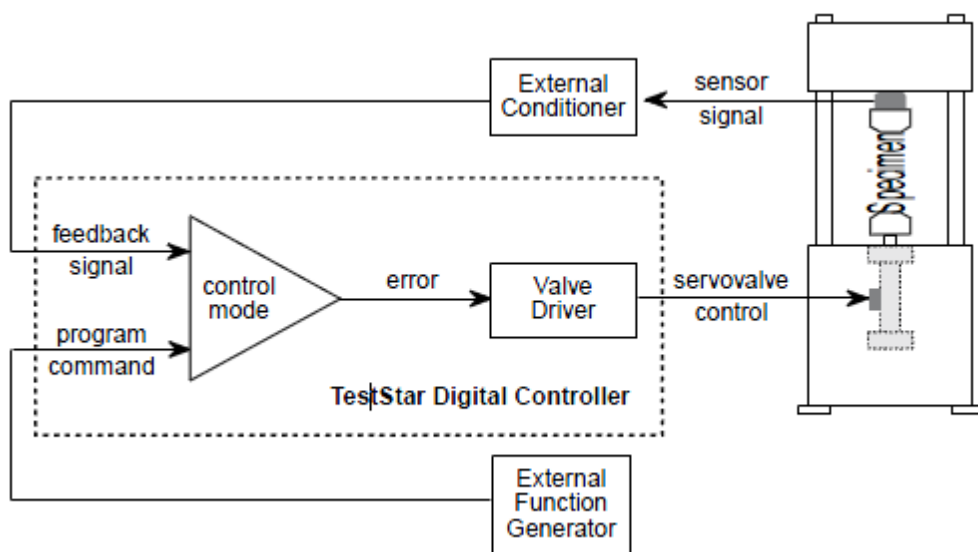 External
Conditioner
sensor
signal
Specimen
feedback
signal
control
mode
error
Valve
Driver
servovalve
control
program
command
TestStar Digital Controller
External
Function
Generator